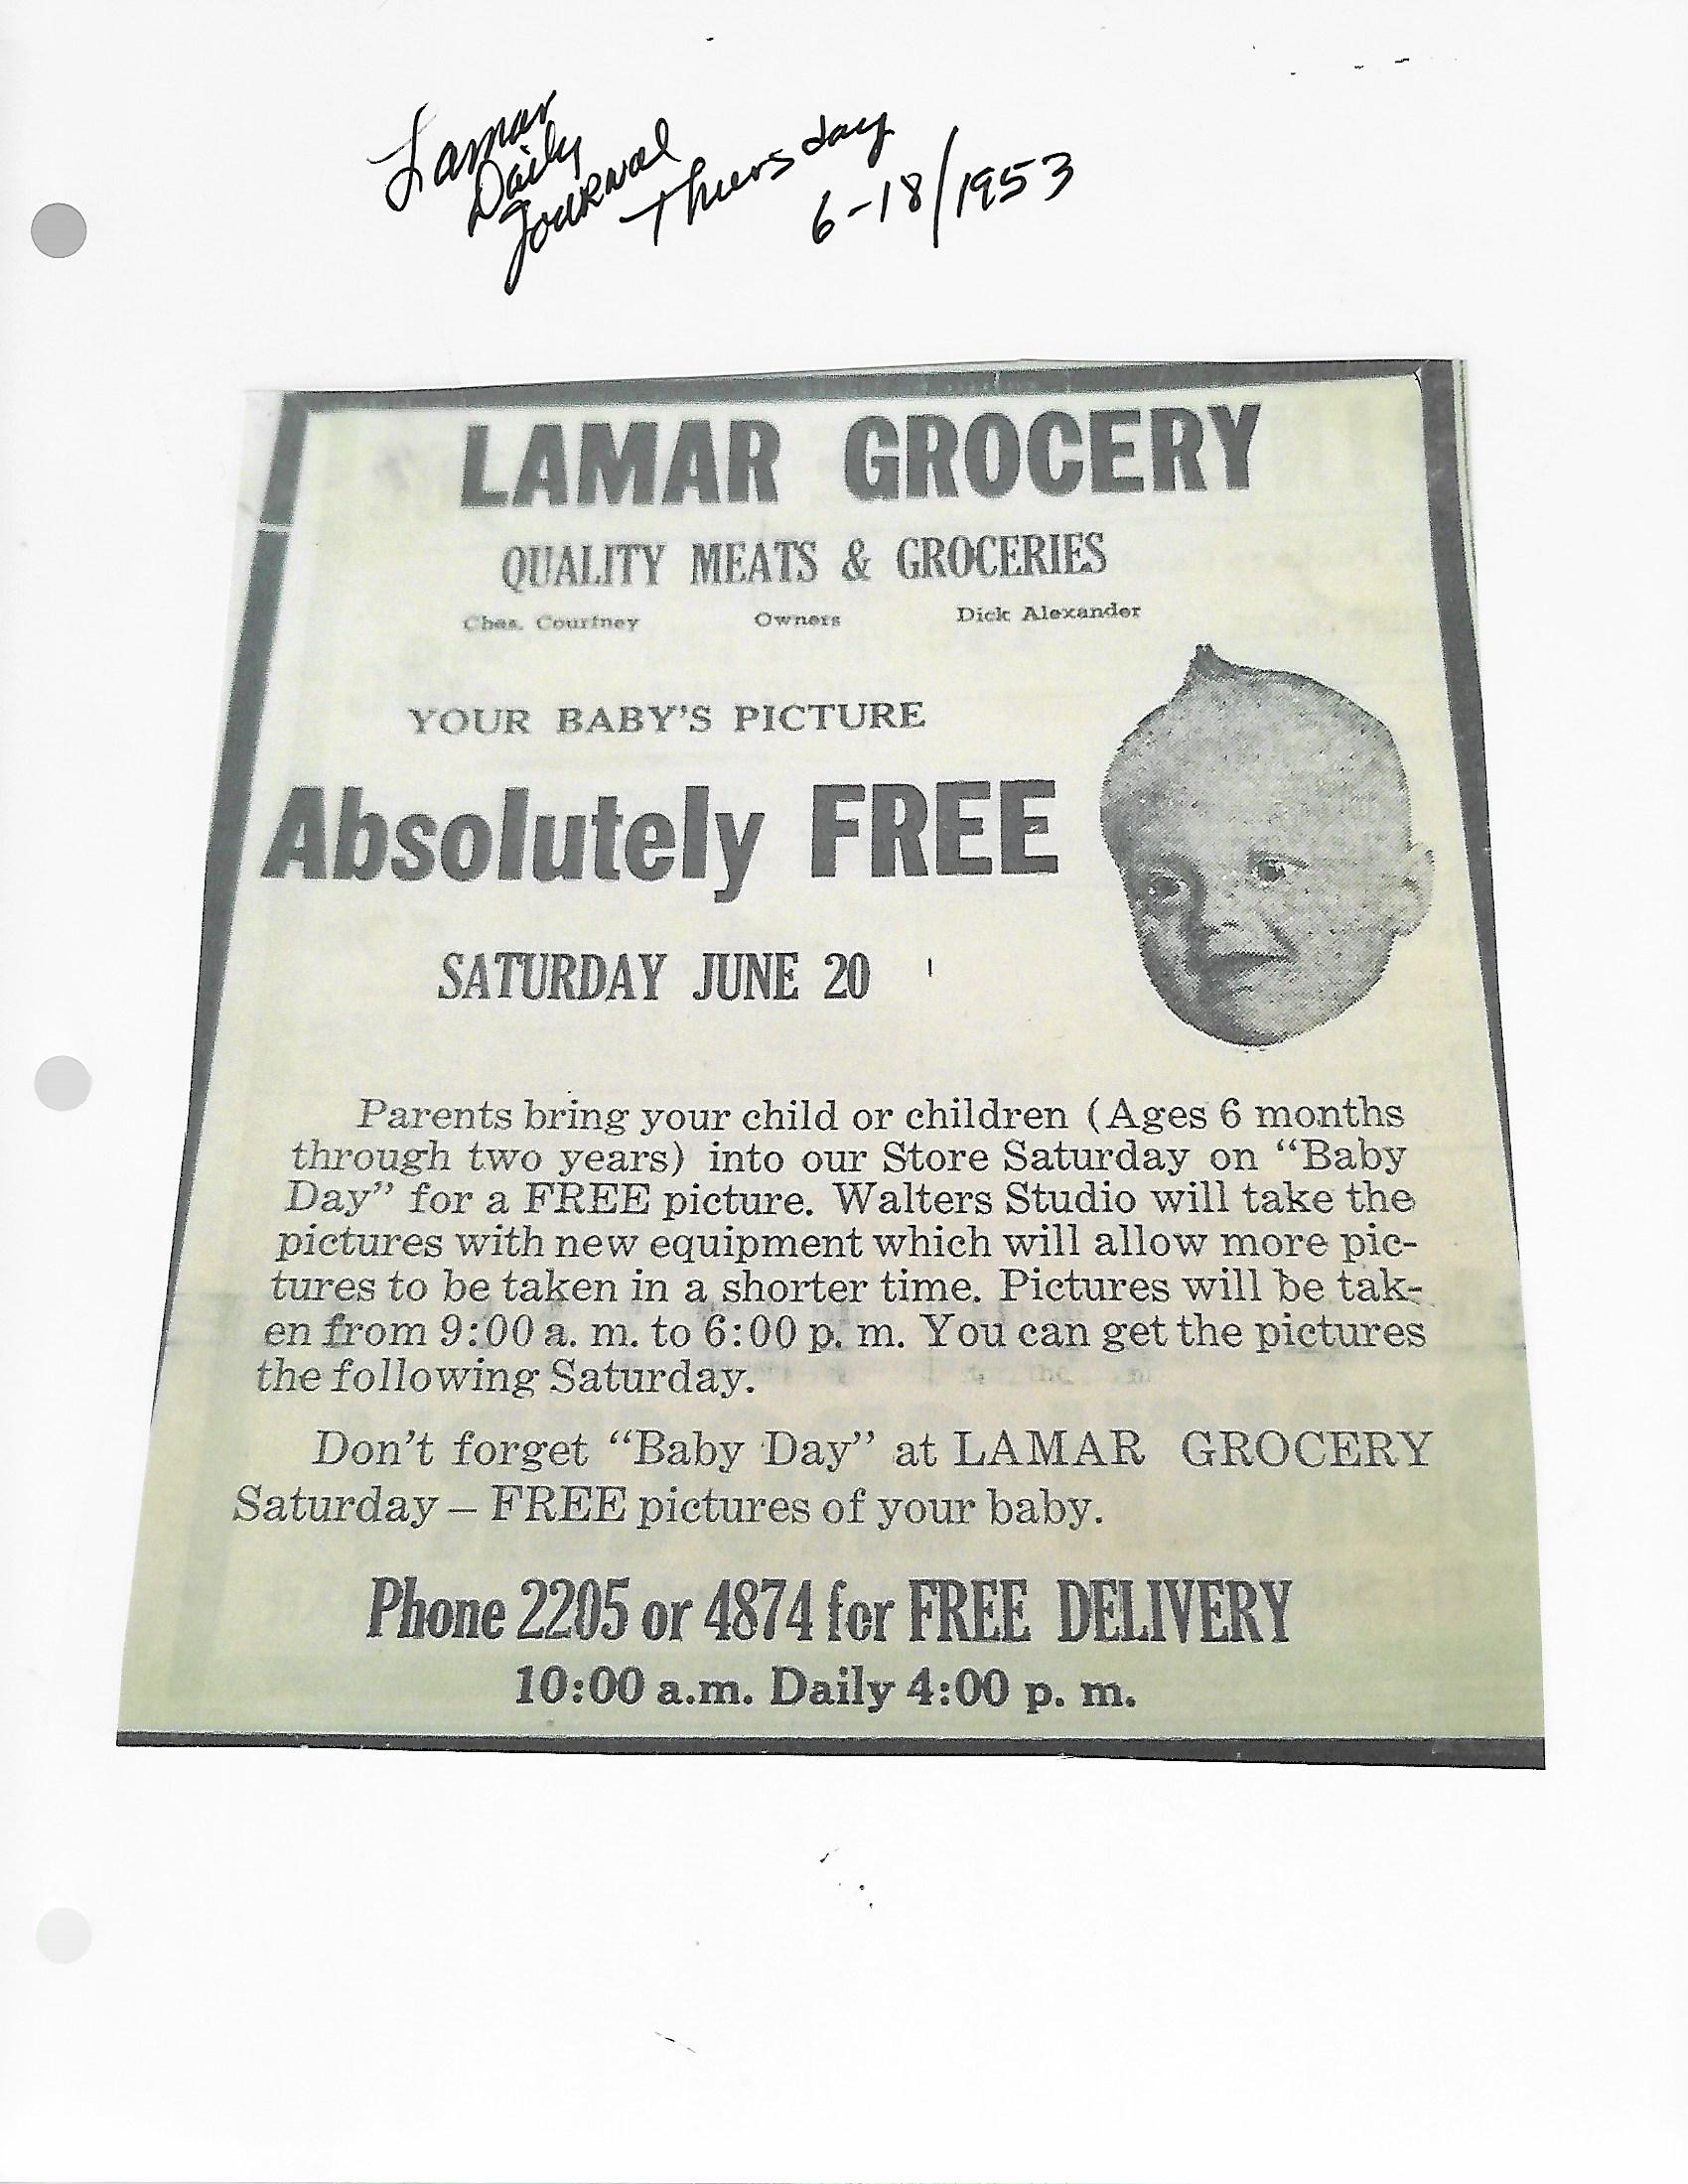 Lamar
Daily
Journal
Thursday
6-18/1953
LAMAR GROCERY
QUALITY MEATS & GROCERIES
Chas. Courtney Owners Dick Alexander
YOUR BABY'S PICTURE
Absolutely FREE
SATURDAY JUNE 20
Parents bring your child or children (Ages 6 months
through two years) into our Store Saturday on "Baby
Day" for a FREE picture. Walters Studio will take the
pictures with new equipment which will allow more pic-
tures to be taken in a shorter time. Pictures will be tak-
en from 9:00 a. m. to 6:00 p. m. You can get the pictures
the following Saturday.
Don't forget "Baby Day" at LAMAR GROCERY
Saturday – FREE pictures of your baby.
Phone 2205 or 4874 for FREE DELIVERY
10:00 a.m. Daily 4:00 p. m.